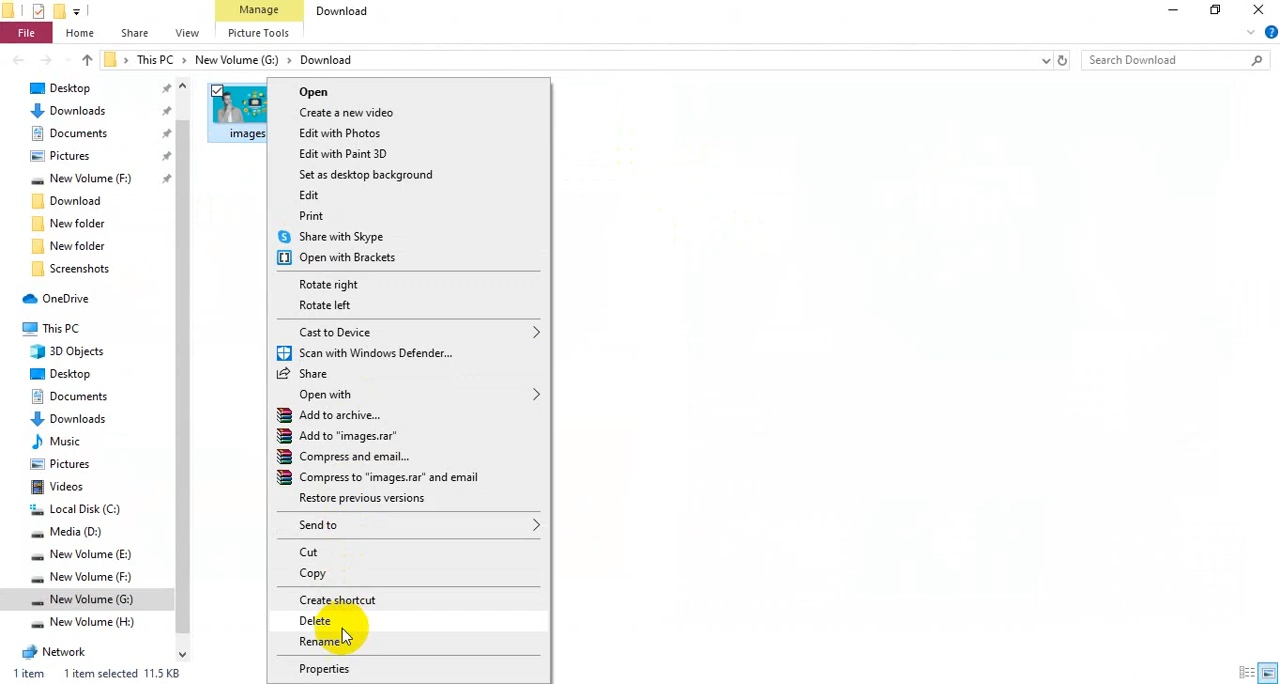 Manage
Download
File
Home
Share
View
Picture Tools
This PC
New Volume (G:)
Download
Search Download
Desktop
Downloads
Documents
Pictures
New Volume (F:)
Download
New folder
New folder
Screenshots
OneDrive
This PC
3D Objects
Desktop
Documents
Downloads
Music
Pictures
Videos
Local Disk (C:)
Media (D:)
New Volume (E:)
New Volume (F:)
New Volume (G:)
New Volume (H:)
Network
images
Open
Create a new video
Edit with Photos
Edit with Paint 3D
Set as desktop background
Edit
Print
Share with Skype
Open with Brackets
Rotate right
Rotate left
Cast to Device
Scan with Windows Defender...
Share
Open with
Add to archive...
Add to "images.rar"
Compress and email...
Compress to "images.rar" and email
Restore previous versions
Send to
Cut
Copy
Create shortcut
Delete
Rename
Properties
1 item
1 item selected 11.5 KB